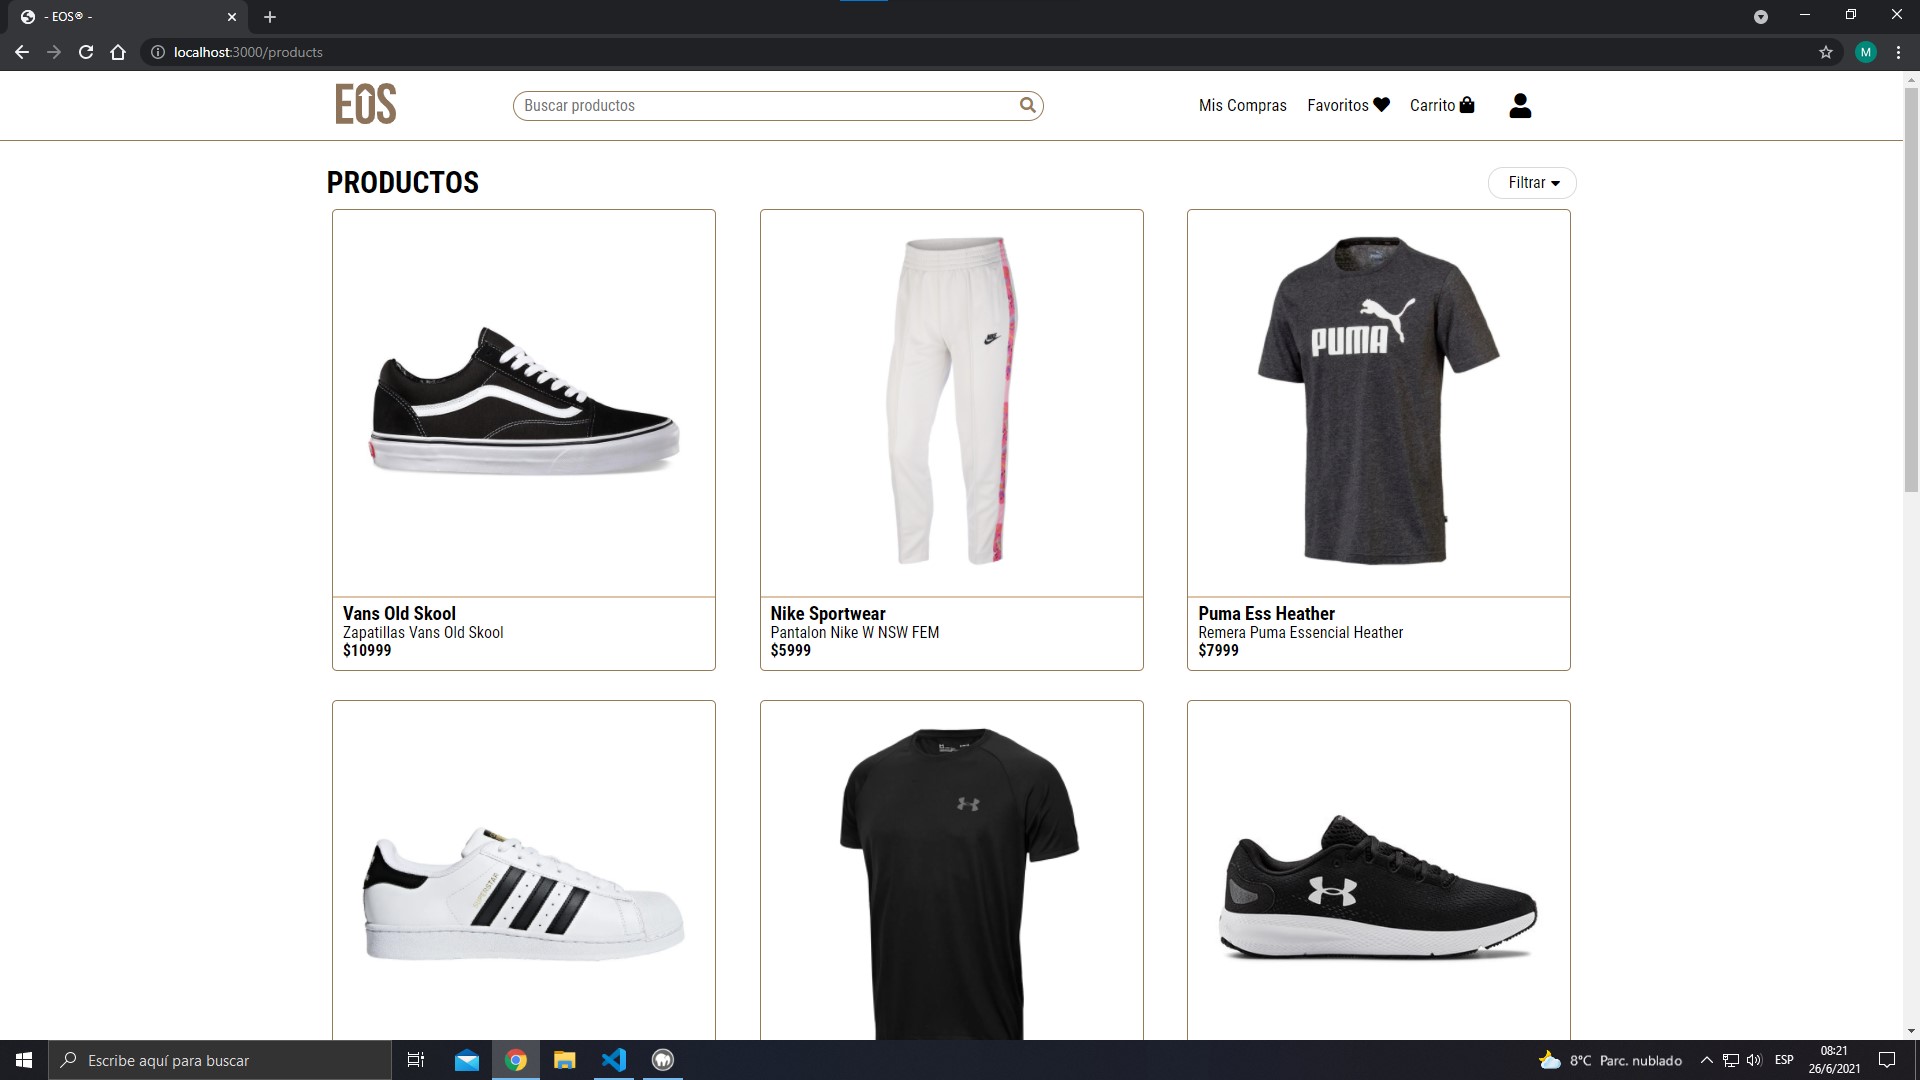 - EOS® -
localhost:3000/products
M
EOS
Buscar productos
Mis Compras
Favoritos
Carrito
PRODUCTOS
Filtrar
PUMA
Vans Old Skool
Zapatillas Vans Old Skool
$10999
Nike Sportwear
Pantalon Nike W NSW FEM
$5999
Puma Ess Heather
Remera Puma Essencial Heather
$7999
SUPERSTAR
Escribe aquí para buscar
8°C Parc. nublado
ESP
08:21
26/6/2021